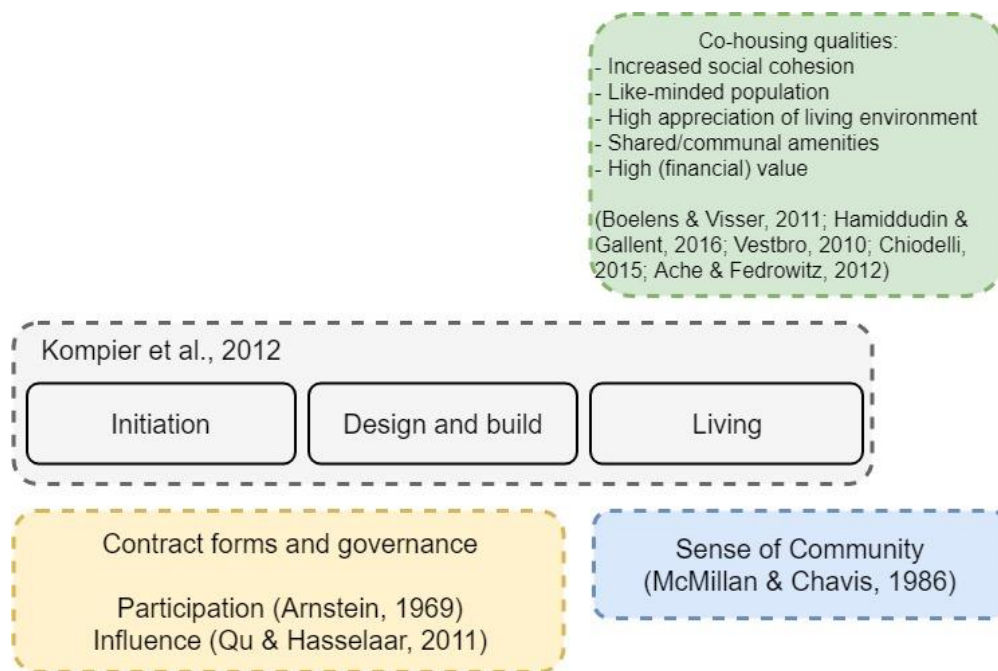 Co-housing qualities:
- Increased social cohesion
- Like-minded population
- High appreciation of living environment
- Shared/communal amenities
- High (financial) value
(Boelens & Visser, 2011; Hamiddudin &
Gallent, 2016; Vestbro, 2010; Chiodelli,
2015; Ache & Fedrowitz, 2012)
Kompier et al., 2012
Initiation
Design and build
Living
Contract forms and governance
Participation (Arnstein, 1969)
Influence (Qu & Hasselaar, 2011)
Sense of Community
(McMillan & Chavis, 1986)